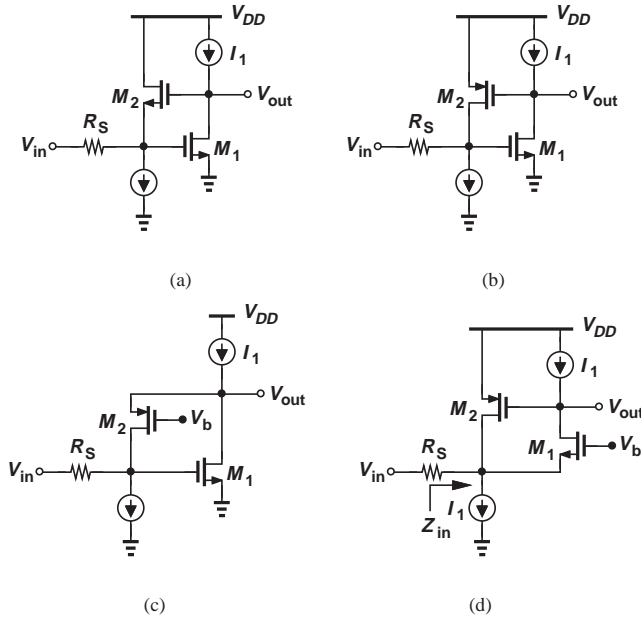 V_DD
I_1
M_2
V_out
R_S
V_in
M_1
(a)
V_DD
I_1
M_2
V_out
R_S
V_in
M_1
(b)
V_DD
I_1
V_out
M_2
V_b
R_S
V_in
M_1
(c)
V_DD
I_1
M_2
V_out
M_1
V_b
R_S
V_in
I_1
Z_in
(d)